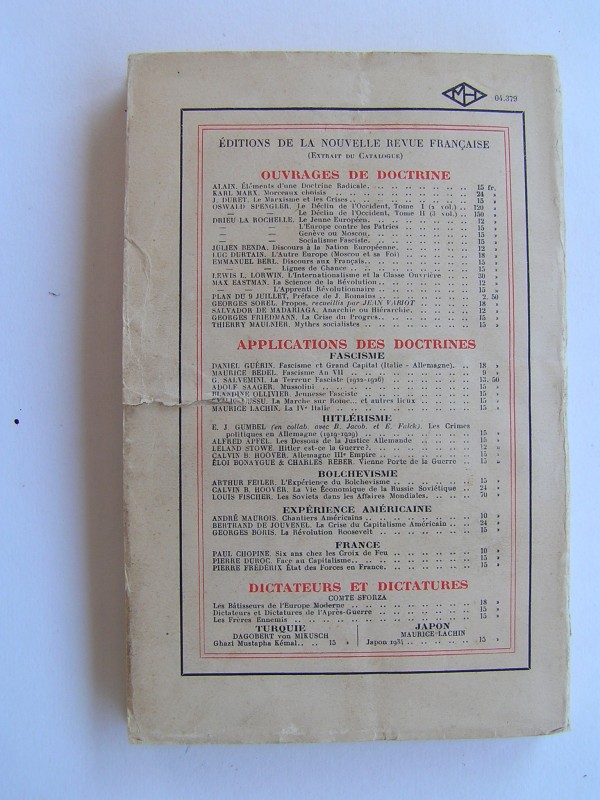 MH
04.379
ÉDITIONS DE LA NOUVELLE REVUE FRANÇAISE
(EXTRAIT DU CATALOGUE)
OUVRAGES DE DOCTRINE
ALAIN. Éléments d'une Doctrine Radicale. 15 fr.
KARL MARX. Morceaux choisis 24 »
J. DURET. Le Marxisme et les Crises 15 »
OSWALD SPENGLER. Le Déclin de l'Occident, Tome I (2 vol.) 120 »
— — Le Déclin de l'Occident, Tome II (3 vol.) 150 »
DRIEU LA ROCHELLE. Le Jeune Européen. 12 »
— — L'Europe contre les Patries 12 »
— — Genève ou Moscou. 15 »
— — Socialisme Fasciste. 15 »
JULIEN BENDA. Discours à la Nation Européenne. 12 »
LUC DURTAIN. L'Autre Europe (Moscou et sa Foi) 18 »
EMMANUEL BERL. Discours aux Français. 15 »
— — Lignes de Chance 15 »
LEWIS L. LORWIN. L'Internationalisme et la Classe Ouvrière 30 »
MAX EASTMAN. La Science de la Révolution 12 »
— — L'Apprenti Révolutionnaire 15 »
PLAN DU 9 JUILLET, Préface de J. Romains 2. 50
GEORGES SOREL. Propos, recueillis par JEAN VARIOT 18 »
SALVADOR DE MADARIAGA. Anarchie ou Hiérarchie. 12 »
GEORGES FRIEDMANN. La Crise du Progrès 15 »
THIERRY MAULNIER. Mythes socialistes 15 »
APPLICATIONS DES DOCTRINES
FASCISME
DANIEL GUÉRIN. Fascisme et Grand Capital (Italie - Allemagne). 18 »
MAURICE BEDEL. Fascisme An VII 9 »
G. SALVEMINI. La Terreur Fasciste (1922-1926) 13. 50
ADOLF SAAGER. Mussolini 15 »
BLANDINE OLLIVIER. Jeunesse Fasciste 15 »
LUSSU. La Marche sur Rome... et autres lieux 15 »
MAURICE LACHIN. La IVe Italie 15 »
HITLÉRISME
E. J. GUMBEL (en collab. avec B. Jacob. et E. Falck). Les Crimes
politiques en Allemagne (1919-1929) 15 »
ALFRED APFEL. Les Dessous de la Justice Allemande 15 »
LELAND STOWE. Hitler est-ce la Guerre?. 12 »
CALVIN B. HOOVER. Allemagne IIIe Empire 15 »
ÉLOI BONAYGUE & CHARLES REBER. Vienne Porte de la Guerre 15 »
BOLCHEVISME
ARTHUR FEILER. L'Expérience du Bolchevisme 15 »
CALVIN B. HOOVER. La Vie Économique de la Russie Soviétique 24 »
LOUIS FISCHER. Les Soviets dans les Affaires Mondiales. 70 »
EXPÉRIENCE AMÉRICAINE
ANDRÉ MAUROIS. Chantiers Américains 10 »
BERTRAND DE JOUVENEL. La Crise du Capitalisme Américain 24 »
GEORGES BORIS. La Révolution Roosevelt 15 »
FRANCE
PAUL CHOPINE. Six ans chez les Croix de Feu 10 »
PIERRE DUROC. Face au Capitalisme 15 »
PIERRE FRÉDÉRIX État des Forces en France. 15 »
DICTATEURS ET DICTATURES
COMTE SFORZA
Les Bâtisseurs de l'Europe Moderne 18 »
Dictateurs et Dictatures de l'Après-Guerre 15 »
Les Frères Ennemis 15 »
TURQUIE
DAGOBERT von MIKUSCH
Ghazi Mustapha Kémal 15 »
JAPON
MAURICE-LACHIN
Japon 1934 15 »